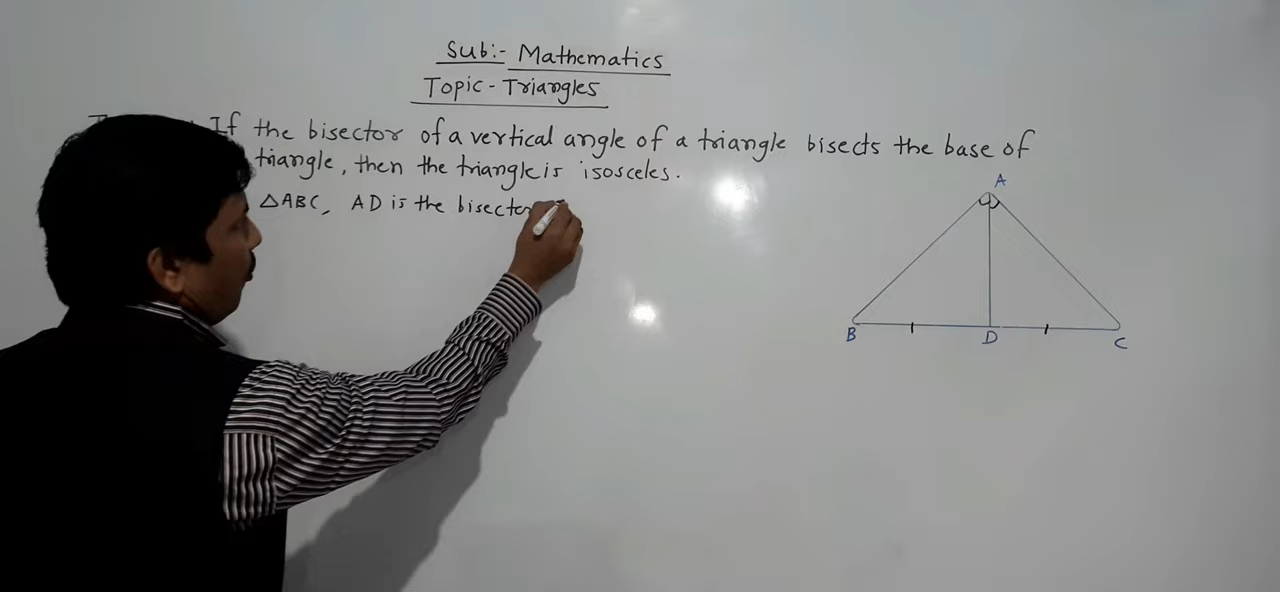 Sub:- Mathematics
Topic - Triangles
If the bisector of a vertical angle of a triangle bisects the base of
triangle, then the triangle is isosceles.
△ABC, AD is the bisector
A
B
D
C